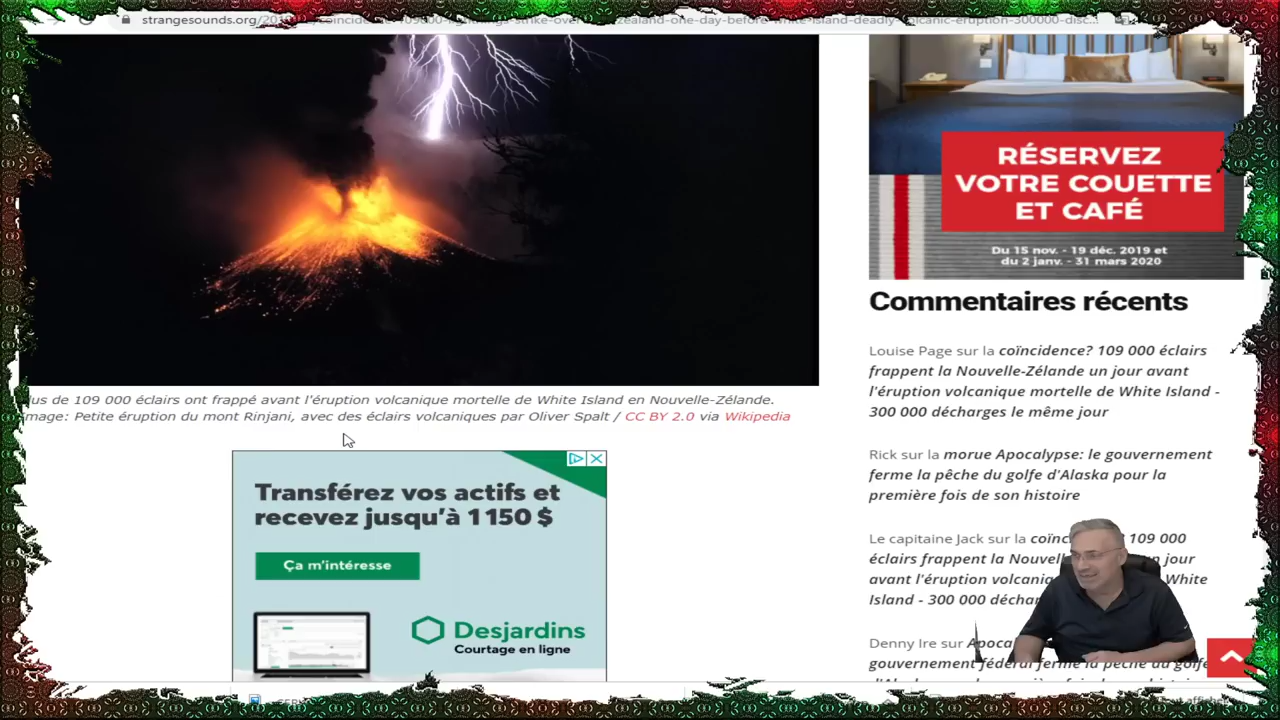 strangesounds.org/
RÉSERVEZ
VOTRE COUETTE
ET CAFÉ
Du 15 nov. - 19 déc. 2019 et
du 2 janv. - 31 mars 2020
Commentaires récents
Louise Page sur la coïncidence? 109 000 éclairs
frappent la Nouvelle-Zélande un jour avant
l'éruption volcanique mortelle de White Island -
300 000 décharges le même jour
Rick sur la morue Apocalypse: le gouvernement
ferme la pêche du golfe d'Alaska pour la
première fois de son histoire
Le capitaine Jack sur la 109 000
éclairs frappent la jour
avant l'éruption White
Island - 300 000
Denny Ire sur
gouvernement fédéral ferme la pêche du
lus de 109 000 éclairs ont frappé avant l'éruption volcanique mortelle de White Island en Nouvelle-Zélande.
mage: Petite éruption du mont Rinjani, avec des éclairs volcaniques par Oliver Spalt / CC BY 2.0 via Wikipedia
Transférez vos actifs et
recevez jusqu'à 1 150 $
Ça m'intéresse
Desjardins
Courtage en ligne